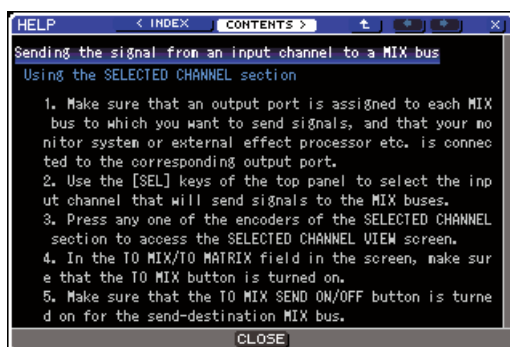 HELP < INDEX CONTENTS > X
Sending the signal from an input channel to a MIX bus
Using the SELECTED CHANNEL section
1. Make sure that an output port is assigned to each MIX
bus to which you want to send signals, and that your mo
nitor system or external effect processor etc. is connec
ted to the corresponding output port.
2. Use the [SEL] keys of the top panel to select the inp
ut channel that will send signals to the MIX buses.
3. Press any one of the encoders of the SELECTED CHANNEL
section to access the SELECTED CHANNEL VIEW screen.
4. In the TO MIX/TO MATRIX field in the screen, make sur
e that the TO MIX button is turned on.
5. Make sure that the TO MIX SEND ON/OFF button is turne
d on for the send-destination MIX bus.
CLOSE